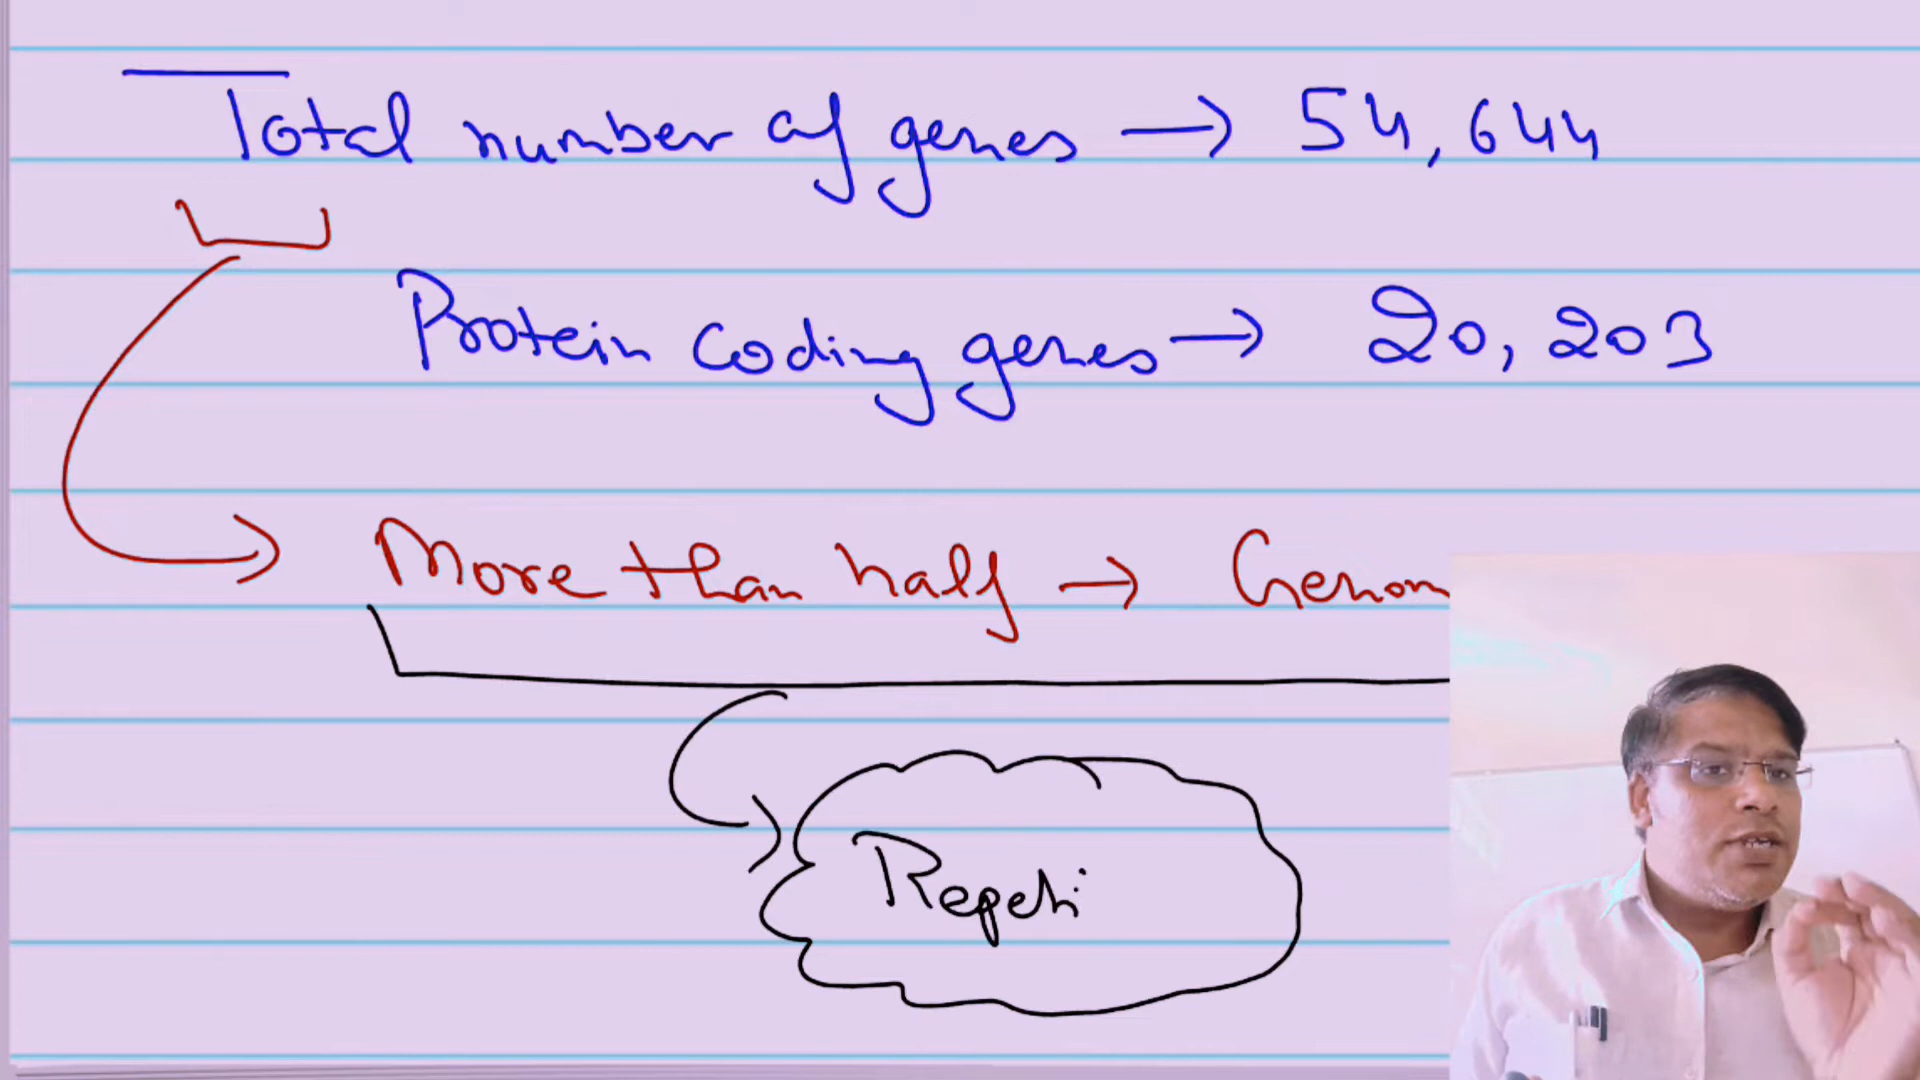 Total number of genes → 54,644
Protein coding genes → 20,203
More than half → Genom
Repeti